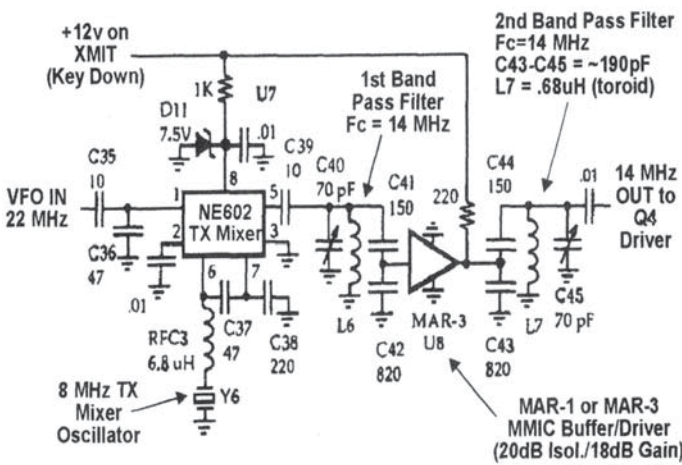 +12v on
XMIT
(Key Down)
2nd Band Pass Filter
Fc=14 MHz
C43-C45 = ~190pF
L7 = .68uH (toroid)
1K
U7
1st Band
Pass Filter
Fc = 14 MHz
D11
7.5V
.01
C39
10
C40
70 pF
C41
150
220
C44
150
.01
14 MHz
OUT to
Q4
Driver
C35
10
VFO IN
22 MHz
8
1
5
NE602
TX Mixer
2
3
6
7
C36
47
.01
C37
47
C38
220
RFC3
6.8 uH
L6
MAR-3
U8
L7
C45
70 pF
C42
820
C43
820
8 MHz TX
Mixer
Oscillator
Y6
MAR-1 or MAR-3
MMIC Buffer/Driver
(20dB Isol./18dB Gain)